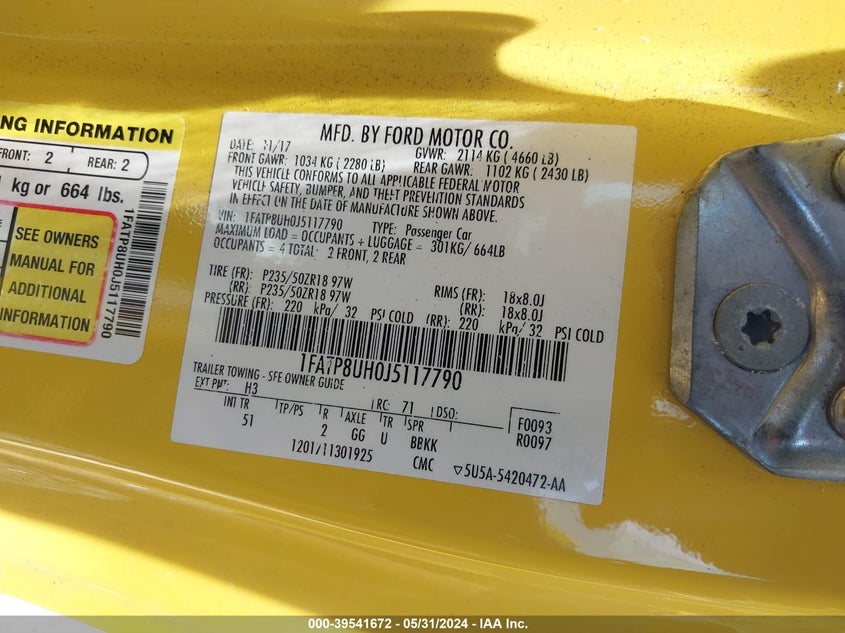 NG INFORMATION
FRONT: 2 REAR: 2
kg or 664 lbs.
SEE OWNERS
MANUAL FOR
ADDITIONAL
INFORMATION
1FATP8UH0J5117790
MFD. BY FORD MOTOR CO.
DATE: 11/17 GVWR: 2114 KG ( 4660 LB)
FRONT GAWR: 1034 KG ( 2280 LB) REAR GAWR: 1102 KG ( 2430 LB)
THIS VEHICLE CONFORMS TO ALL APPLICABLE FEDERAL MOTOR
VEHICLE SAFETY, BUMPER, AND THEFT PREVENTION STANDARDS
IN EFFECT ON THE DATE OF MANUFACTURE SHOWN ABOVE.
VIN: 1FATP8UH0J5117790 TYPE: Passenger Car
MAXIMUM LOAD = OCCUPANTS + LUGGAGE = 301KG/ 664LB
OCCUPANTS = 4 TOTAL: 2 FRONT, 2 REAR
TIRE (FR): P235/50ZR18 97W RIMS (FR): 18x8.0J
(RR): P235/50ZR18 97W (RR): 18x8.0J
PRESSURE (FR): 220 kPa/ 32 PSI COLD (RR): 220 kPa/ 32 PSI COLD
1FATP8UH0J5117790
TRAILER TOWING - SEE OWNER GUIDE
EXT PNT: H3 RC: 71 DSO: F0093
INT TR TP/PS R AXLE TR SPR R0097
51 2 GG U BBKK
1201/11301925 CMC ▽5U5A-5420472-AA
000-39541672 - 05/31/2024 - IAA Inc.